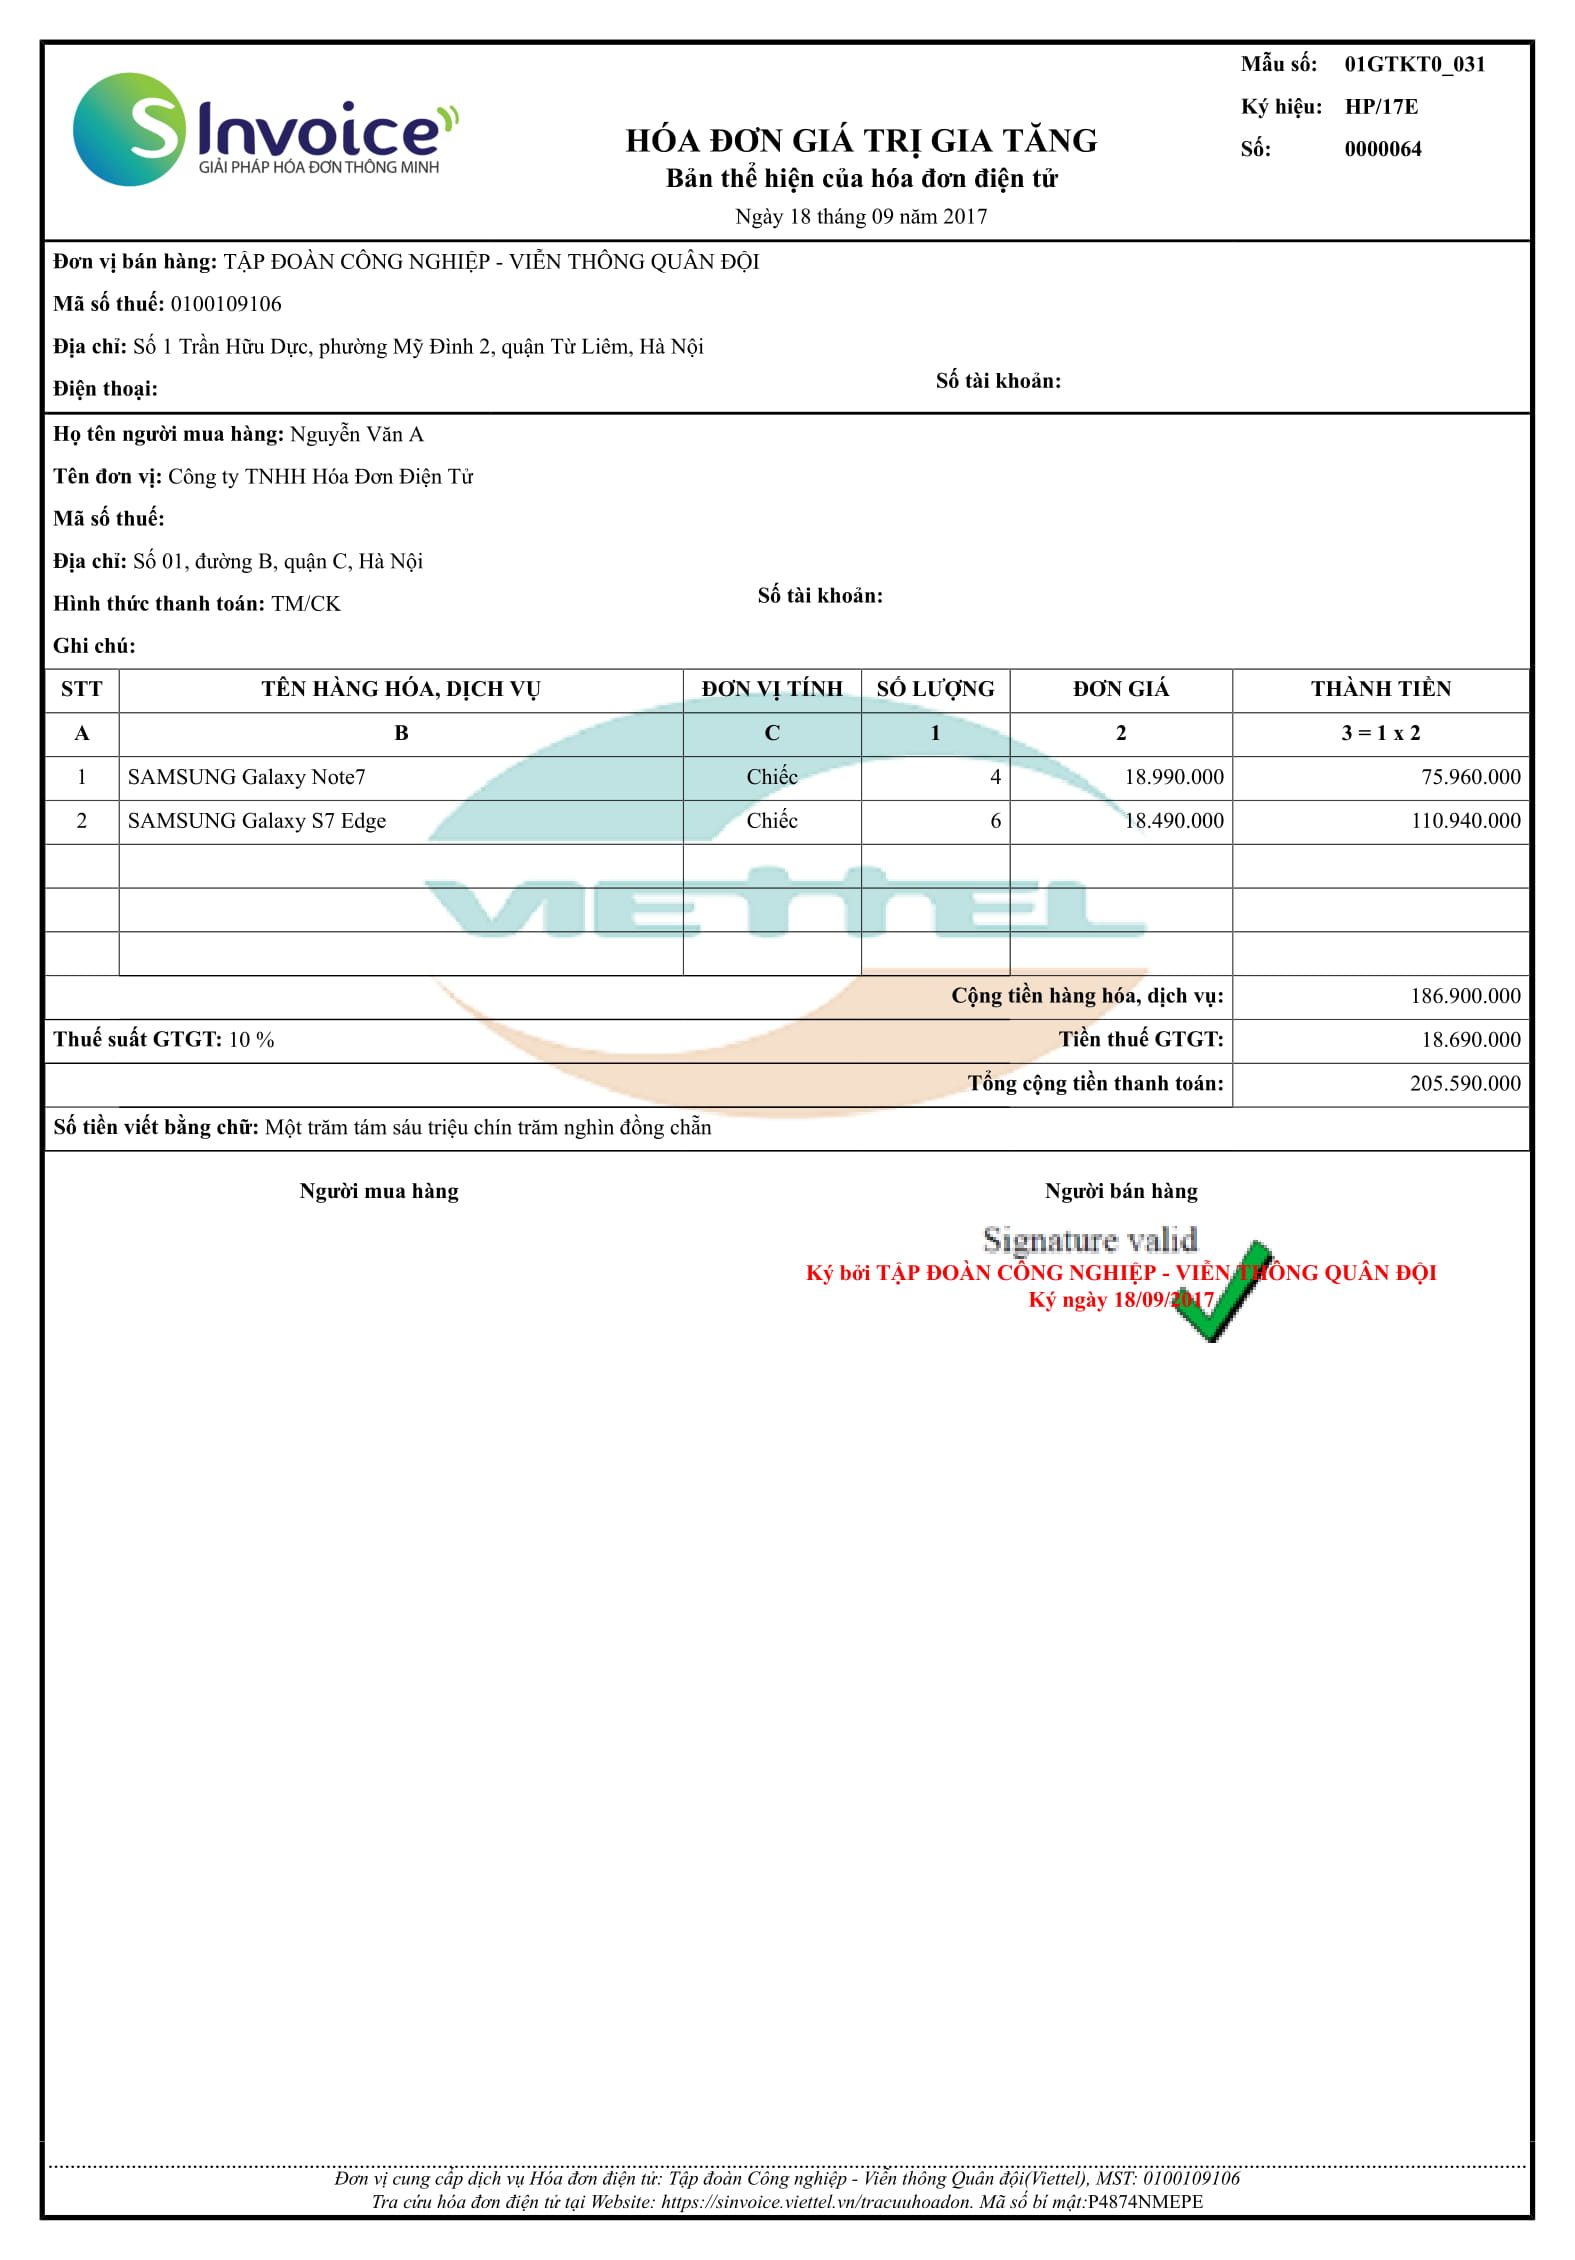 Mẫu số: 01GTKT0_031
Ký hiệu: HP/17E
Số: 0000064
S Invoice
GIẢI PHÁP HÓA ĐƠN THÔNG MINH
HÓA ĐƠN GIÁ TRỊ GIA TĂNG
Bản thể hiện của hóa đơn điện tử
Ngày 18 tháng 09 năm 2017
Đơn vị bán hàng: TẬP ĐOÀN CÔNG NGHIỆP - VIỄN THÔNG QUÂN ĐỘI
Mã số thuế: 0100109106
Địa chỉ: Số 1 Trần Hữu Dực, phường Mỹ Đình 2, quận Từ Liêm, Hà Nội
Điện thoại: Số tài khoản:
Họ tên người mua hàng: Nguyễn Văn A
Tên đơn vị: Công ty TNHH Hóa Đơn Điện Tử
Mã số thuế:
Địa chỉ: Số 01, đường B, quận C, Hà Nội
Hình thức thanh toán: TM/CK Số tài khoản:
Ghi chú:
STT TÊN HÀNG HÓA, DỊCH VỤ ĐƠN VỊ TÍNH SỐ LƯỢNG ĐƠN GIÁ THÀNH TIỀN
A B C 1 2 3 = 1 x 2
1 SAMSUNG Galaxy Note7 Chiếc 4 18.990.000 75.960.000
2 SAMSUNG Galaxy S7 Edge Chiếc 6 18.490.000 110.940.000
VIETTEL
Cộng tiền hàng hóa, dịch vụ: 186.900.000
Thuế suất GTGT: 10 % Tiền thuế GTGT: 18.690.000
Tổng cộng tiền thanh toán: 205.590.000
Số tiền viết bằng chữ: Một trăm tám sáu triệu chín trăm nghìn đồng chẵn
Người mua hàng Người bán hàng
Signature valid
Ký bởi TẬP ĐOÀN CÔNG NGHIỆP - VIỄN THÔNG QUÂN ĐỘI
Ký ngày 18/09/2017
Đơn vị cung cấp dịch vụ Hóa đơn điện tử: Tập đoàn Công nghiệp - Viễn thông Quân đội(Viettel), MST: 0100109106
Tra cứu hóa đơn điện tử tại Website: https://sinvoice.viettel.vn/tracuuhoadon. Mã số bí mật:P4874NMEPE